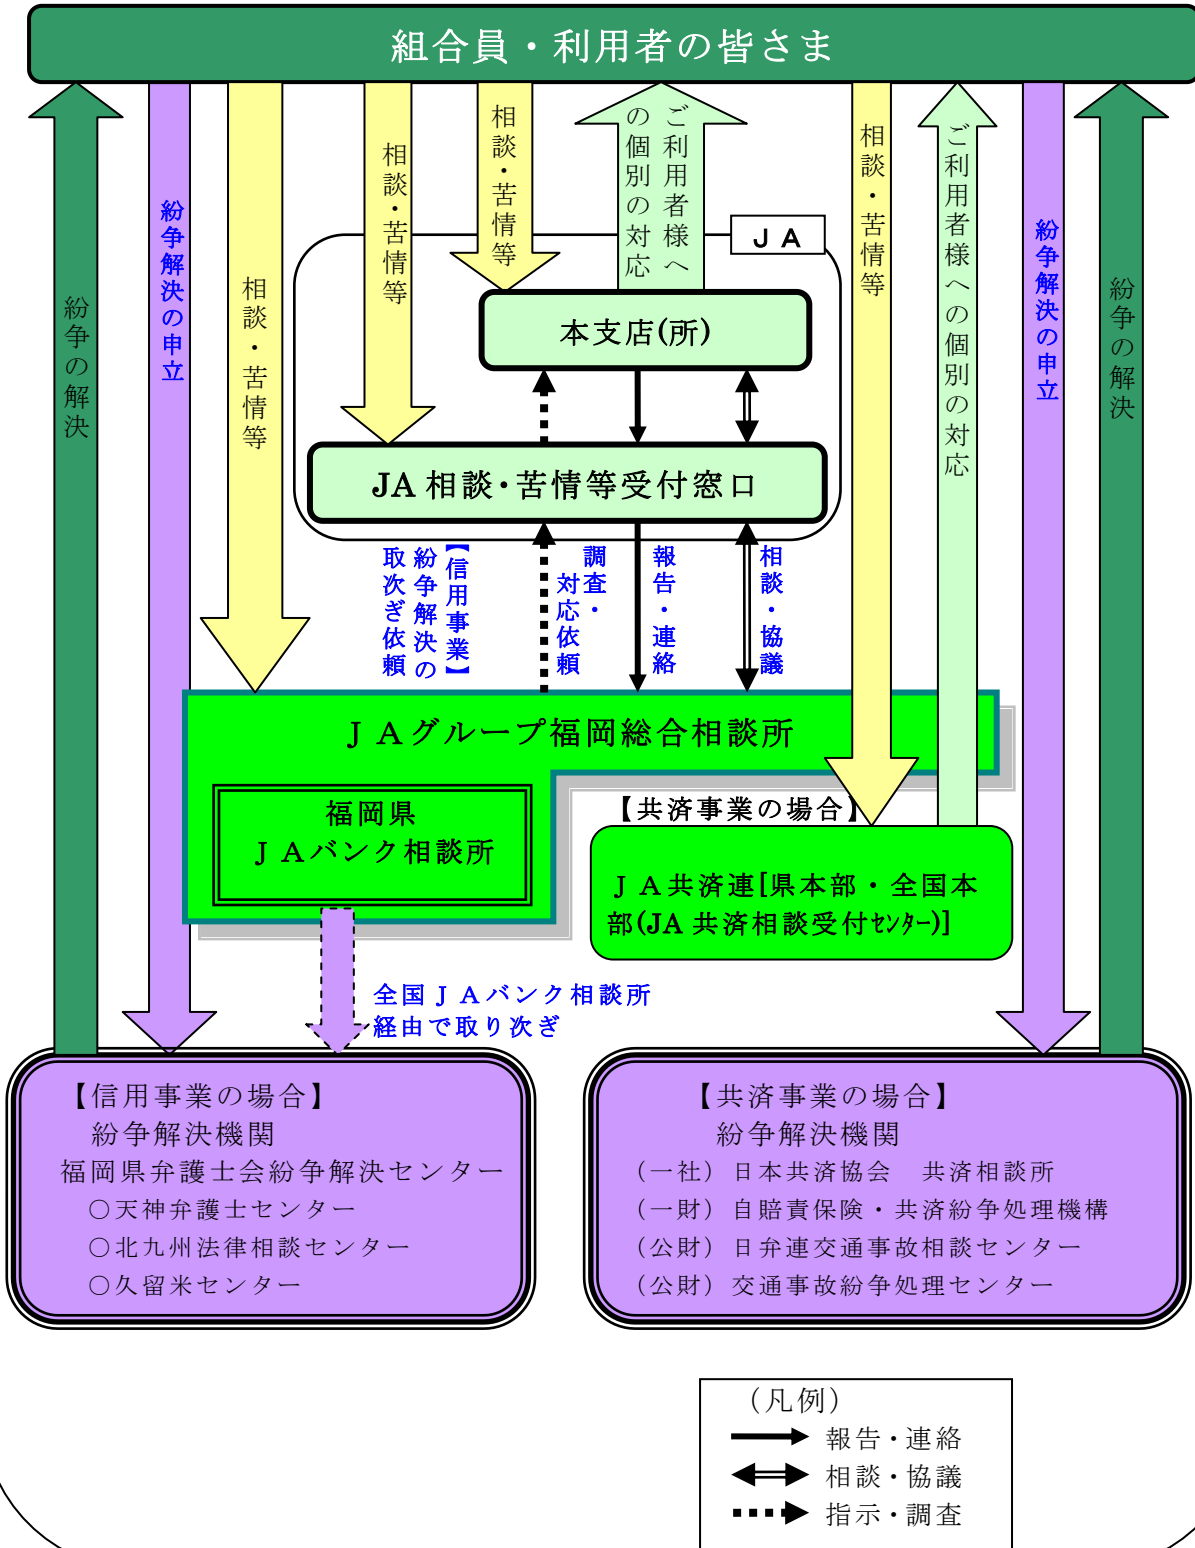 組合員・利用者の皆さま
紛争の解決
紛争解決の申立
相談・苦情等
相談・苦情等
相談・苦情等
ご利用者様へ
の個別の対応
相談・苦情等
ご利用者様への個別の対応
紛争解決の申立
紛争の解決
ＪＡ
本支店(所)
JA 相談・苦情等受付窓口
【信用事業】
紛争解決の
取次ぎ依頼
調査・
対応依頼
報告・連絡
相談・協議
ＪＡグループ福岡総合相談所
福岡県
ＪＡバンク相談所
【共済事業の場合】
ＪＡ共済連[県本部・全国本
部(JA 共済相談受付ｾﾝﾀｰ)]
全国ＪＡバンク相談所
経由で取り次ぎ
【信用事業の場合】
紛争解決機関
福岡県弁護士会紛争解決センター
○天神弁護士センター
○北九州法律相談センター
○久留米センター
【共済事業の場合】
紛争解決機関
（一社）日本共済協会　共済相談所
（一財）自賠責保険・共済紛争処理機構
（公財）日弁連交通事故相談センター
（公財）交通事故紛争処理センター
（凡例）
報告・連絡
相談・協議
指示・調査